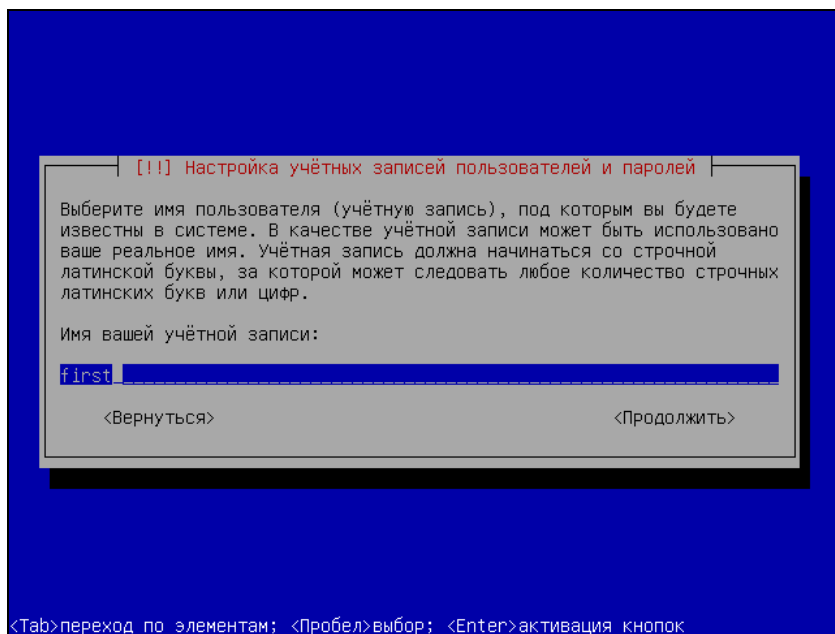 [!!] Настройка учётных записей пользователей и паролей
Выберите имя пользователя (учётную запись), под которым вы будете
известны в системе. В качестве учётной записи может быть использовано
ваше реальное имя. Учётная запись должна начинаться со строчной
латинской буквы, за которой может следовать любое количество строчных
латинских букв или цифр.
Имя вашей учётной записи:
first
<Вернуться> <Продолжить>
<Tab>переход по элементам; <Пробел>выбор; <Enter>активация кнопок